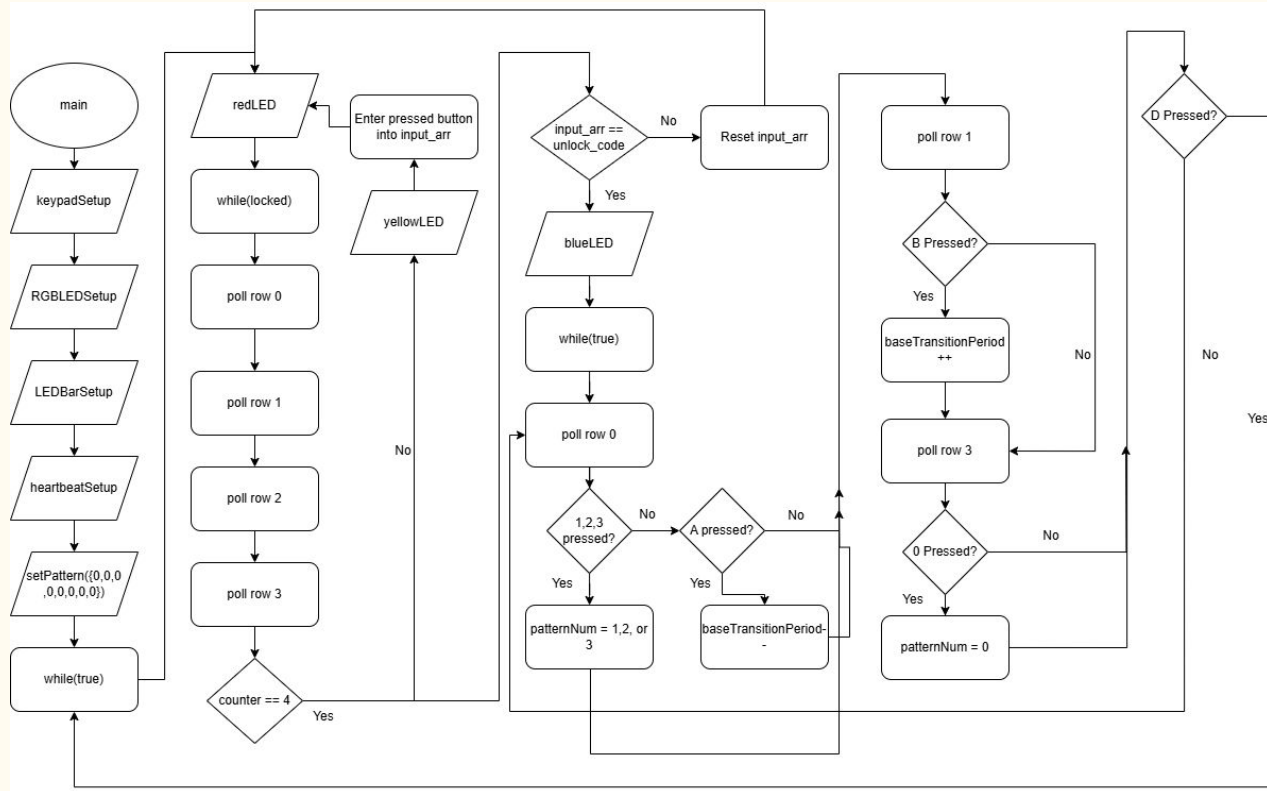 main
keypadSetup
RGBLEDSetup
LEDBarSetup
heartbeatSetup
setPattern({0,0,0
,0,0,0,0,0})
while(true)
redLED
while(locked)
poll row 0
poll row 1
poll row 2
poll row 3
counter == 4
Yes
No
yellowLED
Enter pressed button
into input_arr
input_arr ==
unlock_code
No
Reset input_arr
Yes
blueLED
while(true)
poll row 0
1,2,3
pressed?
No
A pressed?
No
Yes
Yes
patternNum = 1,2, or
3
baseTransitionPeriod-
-
poll row 1
B Pressed?
Yes
No
baseTransitionPeriod
++
poll row 3
0 Pressed?
No
Yes
patternNum = 0
D Pressed?
No
Yes